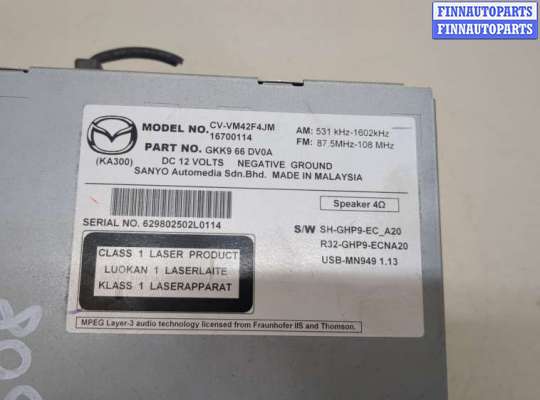 FINNAUTOPARTS
FINNAUTOPARTS
MODEL NO. CV-VM42F4JM
16700114
AM: 531 kHz-1602kHz
FM: 87.5MHz-108 MHz
PART NO. GKK9 66 DV0A
(KA300)
DC 12 VOLTS NEGATIVE GROUND
SANYO Automedia Sdn.Bhd. MADE IN MALAYSIA
Speaker 4Ω
SERIAL NO. 629802502L0114
S/W SH-GHP9-EC_A20
R32-GHP9-ECNA20
USB-MN949 1.13
CLASS 1 LASER PRODUCT
LUOKAN 1 LASERLAITE
KLASS 1 LASERAPPARAT
MPEG Layer-3 audio technology licensed from Fraunhofer IIS and Thomson.